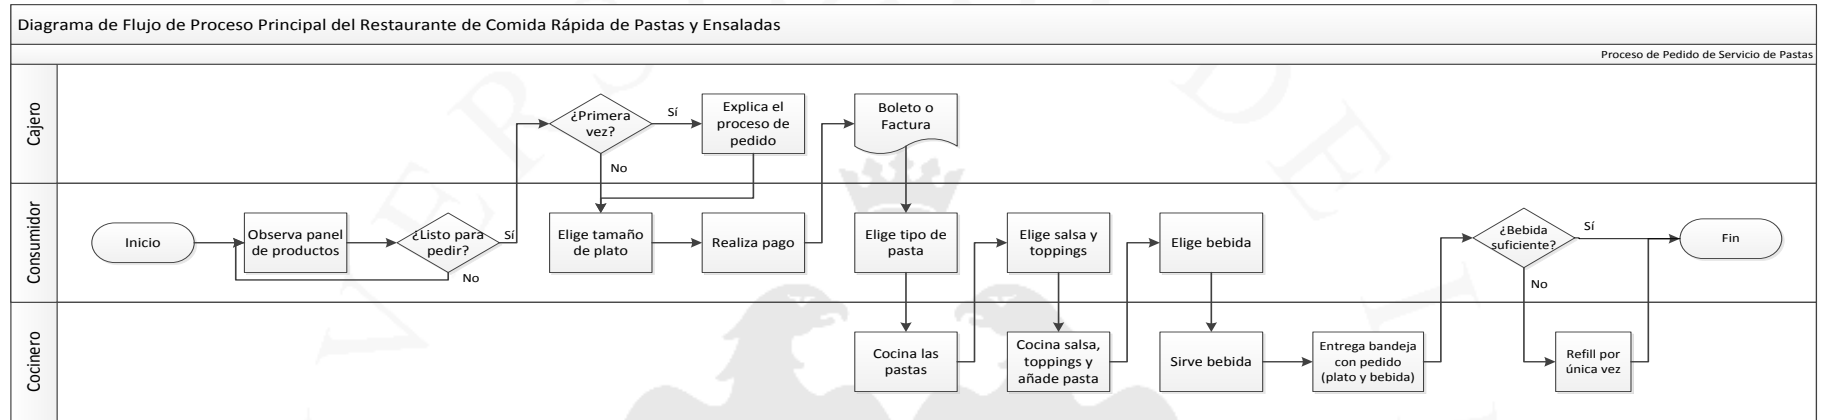 Diagrama de Flujo de Proceso Principal del Restaurante de Comida Rápida de Pastas y Ensaladas
Proceso de Pedido de Servicio de Pastas
Cajero
¿Primera
vez?
Sí
No
Explica el
proceso de
pedido
Boleto o
Factura
Consumidor
Inicio
Observa panel
de productos
¿Listo para
pedir?
Sí
No
Elige tamaño
de plato
Realiza pago
Elige tipo de
pasta
Elige salsa y
toppings
Elige bebida
¿Bebida
suficiente?
Sí
No
Fin
Cocinero
Cocina las
pastas
Cocina salsa,
toppings y
añade pasta
Sirve bebida
Entrega bandeja
con pedido
(plato y bebida)
Refill por
única vez